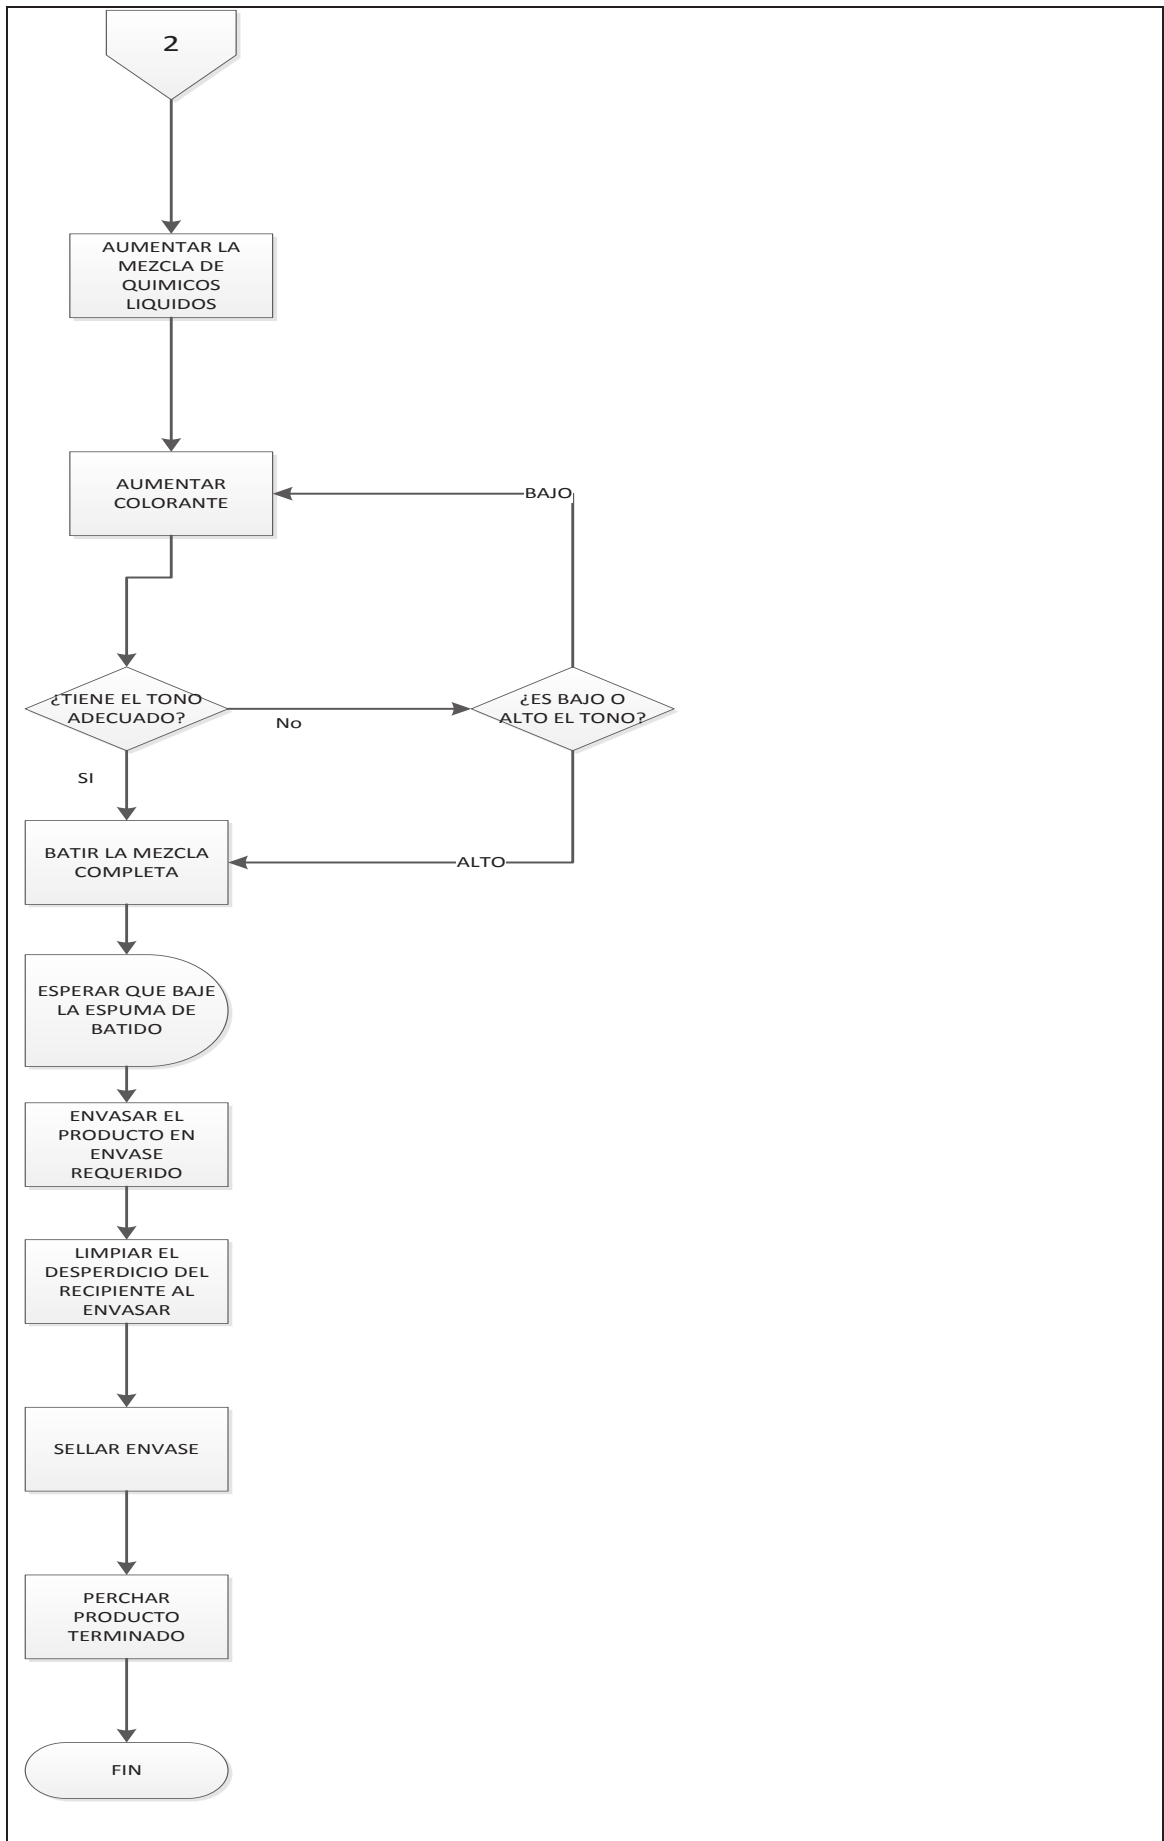 2
AUMENTAR LA
MEZCLA DE
QUIMICOS
LIQUIDOS
AUMENTAR
COLORANTE
BAJO
¿TIENE EL TONO
ADECUADO?
No
¿ES BAJO O
ALTO EL TONO?
SI
BATIR LA MEZCLA
COMPLETA
ALTO
ESPERAR QUE BAJE
LA ESPUMA DE
BATIDO
ENVASAR EL
PRODUCTO EN
ENVASE
REQUERIDO
LIMPIAR EL
DESPERDICIO DEL
RECIPIENTE AL
ENVASAR
SELLAR ENVASE
PERCHAR
PRODUCTO
TERMINADO
FIN